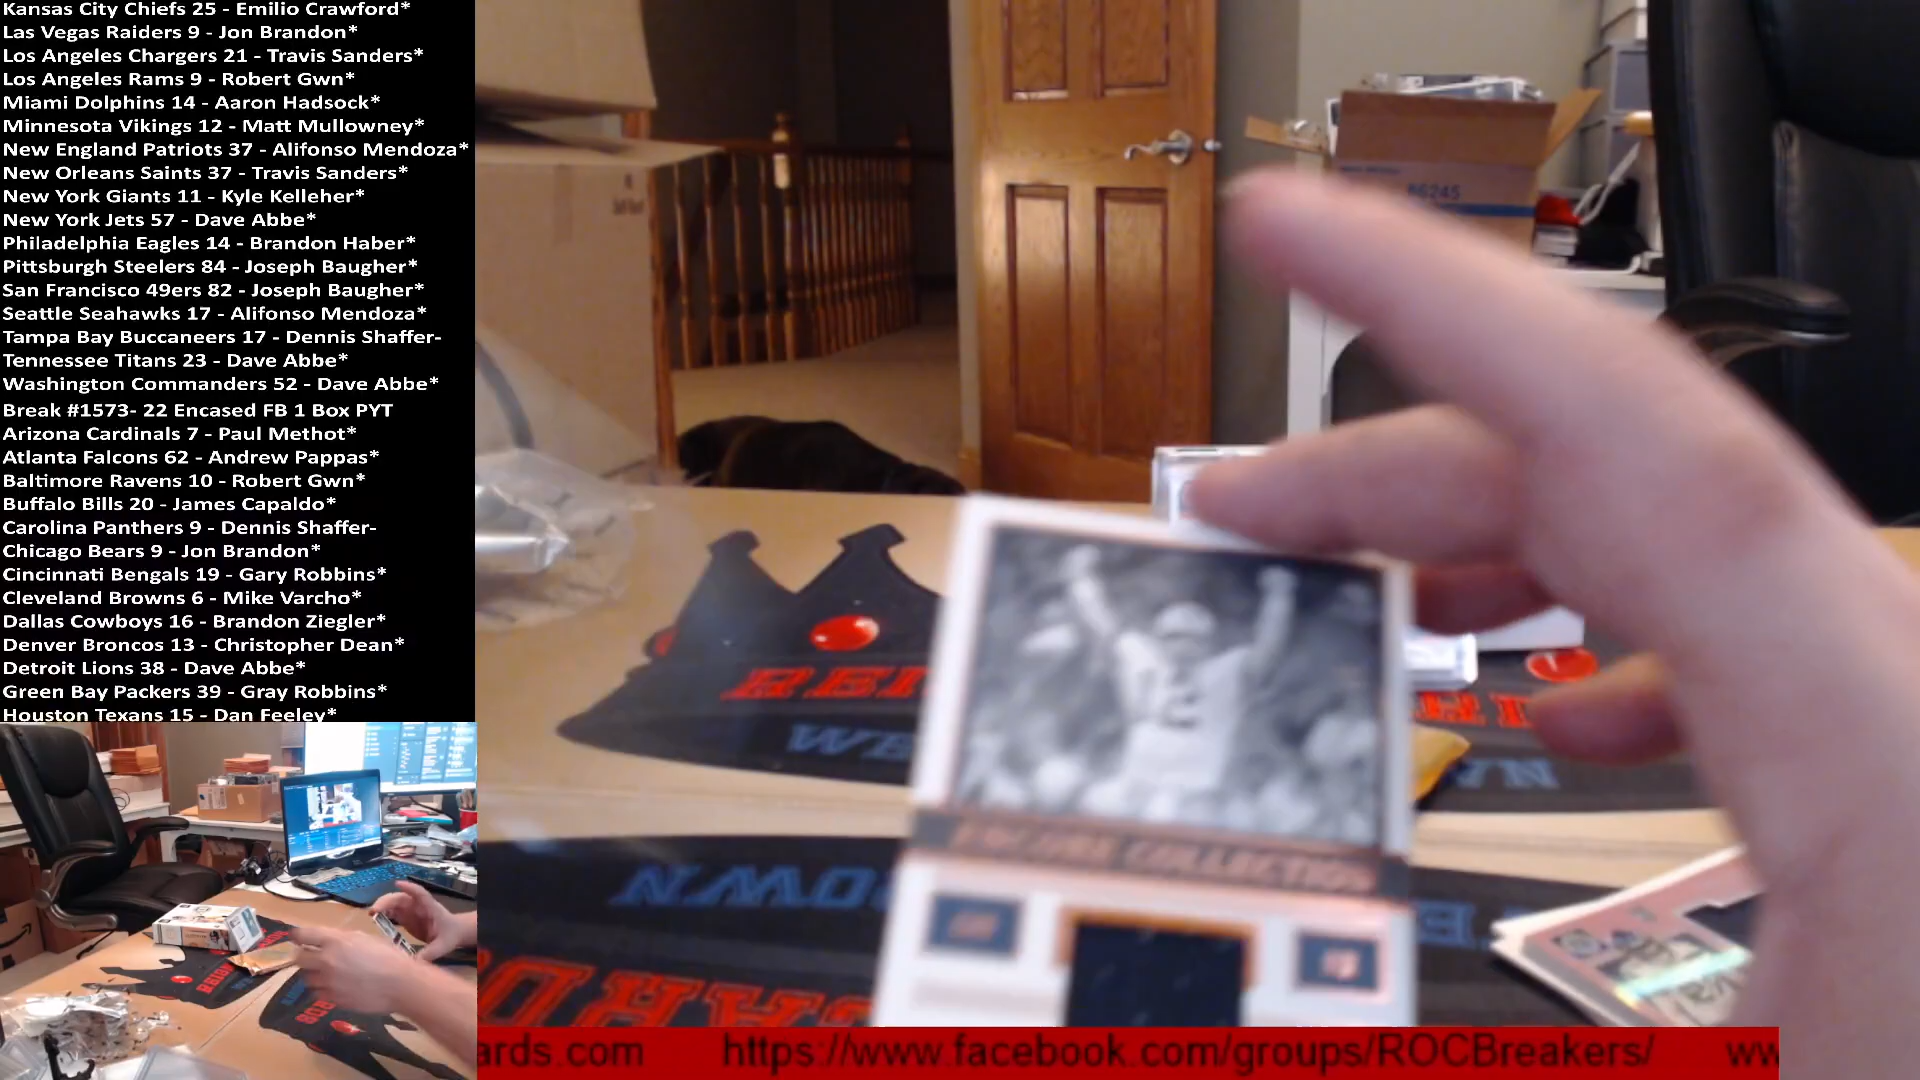 Kansas City Chiefs 25 - Emilio Crawford*
Las Vegas Raiders 9 - Jon Brandon*
Los Angeles Chargers 21 - Travis Sanders*
Los Angeles Rams 9 - Robert Gwn*
Miami Dolphins 14 - Aaron Hadsock*
Minnesota Vikings 12 - Matt Mullowney*
New England Patriots 37 - Alifonso Mendoza*
New Orleans Saints 37 - Travis Sanders*
New York Giants 11 - Kyle Kelleher*
New York Jets 57 - Dave Abbe*
Philadelphia Eagles 14 - Brandon Haber*
Pittsburgh Steelers 84 - Joseph Baugher*
San Francisco 49ers 82 - Joseph Baugher*
Seattle Seahawks 17 - Alifonso Mendoza*
Tampa Bay Buccaneers 17 - Dennis Shaffer-
Tennessee Titans 23 - Dave Abbe*
Washington Commanders 52 - Dave Abbe*
Break #1573- 22 Encased FB 1 Box PYT
Arizona Cardinals 7 - Paul Methot*
Atlanta Falcons 62 - Andrew Pappas*
Baltimore Ravens 10 - Robert Gwn*
Buffalo Bills 20 - James Capaldo*
Carolina Panthers 9 - Dennis Shaffer-
Chicago Bears 9 - Jon Brandon*
Cincinnati Bengals 19 - Gary Robbins*
Cleveland Browns 6 - Mike Varcho*
Dallas Cowboys 16 - Brandon Ziegler*
Denver Broncos 13 - Christopher Dean*
Detroit Lions 38 - Dave Abbe*
Green Bay Packers 39 - Gray Robbins*
Houston Texans 15 - Dan Feeley*
86245
COLLECTION
ards.com https://www.facebook.com/groups/ROCBreakers/ ww